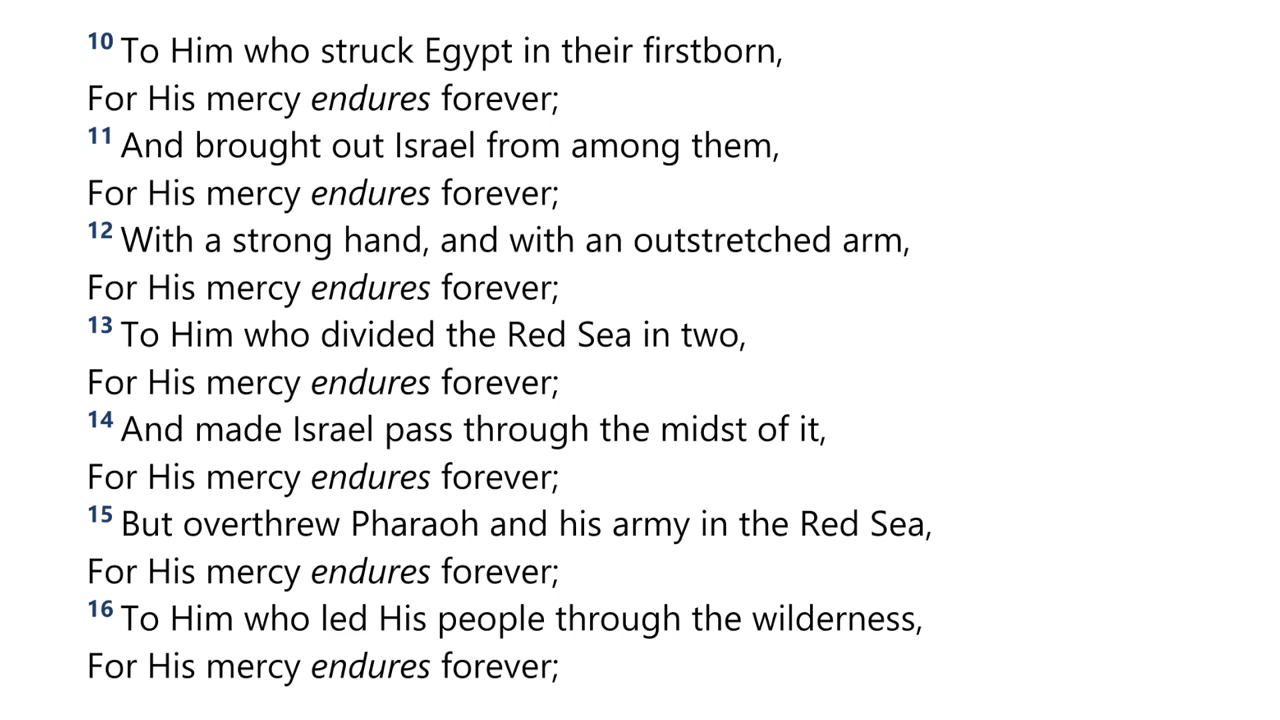 10 To Him who struck Egypt in their firstborn,
For His mercy endures forever;
11 And brought out Israel from among them,
For His mercy endures forever;
12 With a strong hand, and with an outstretched arm,
For His mercy endures forever;
13 To Him who divided the Red Sea in two,
For His mercy endures forever;
14 And made Israel pass through the midst of it,
For His mercy endures forever;
15 But overthrew Pharaoh and his army in the Red Sea,
For His mercy endures forever;
16 To Him who led His people through the wilderness,
For His mercy endures forever;